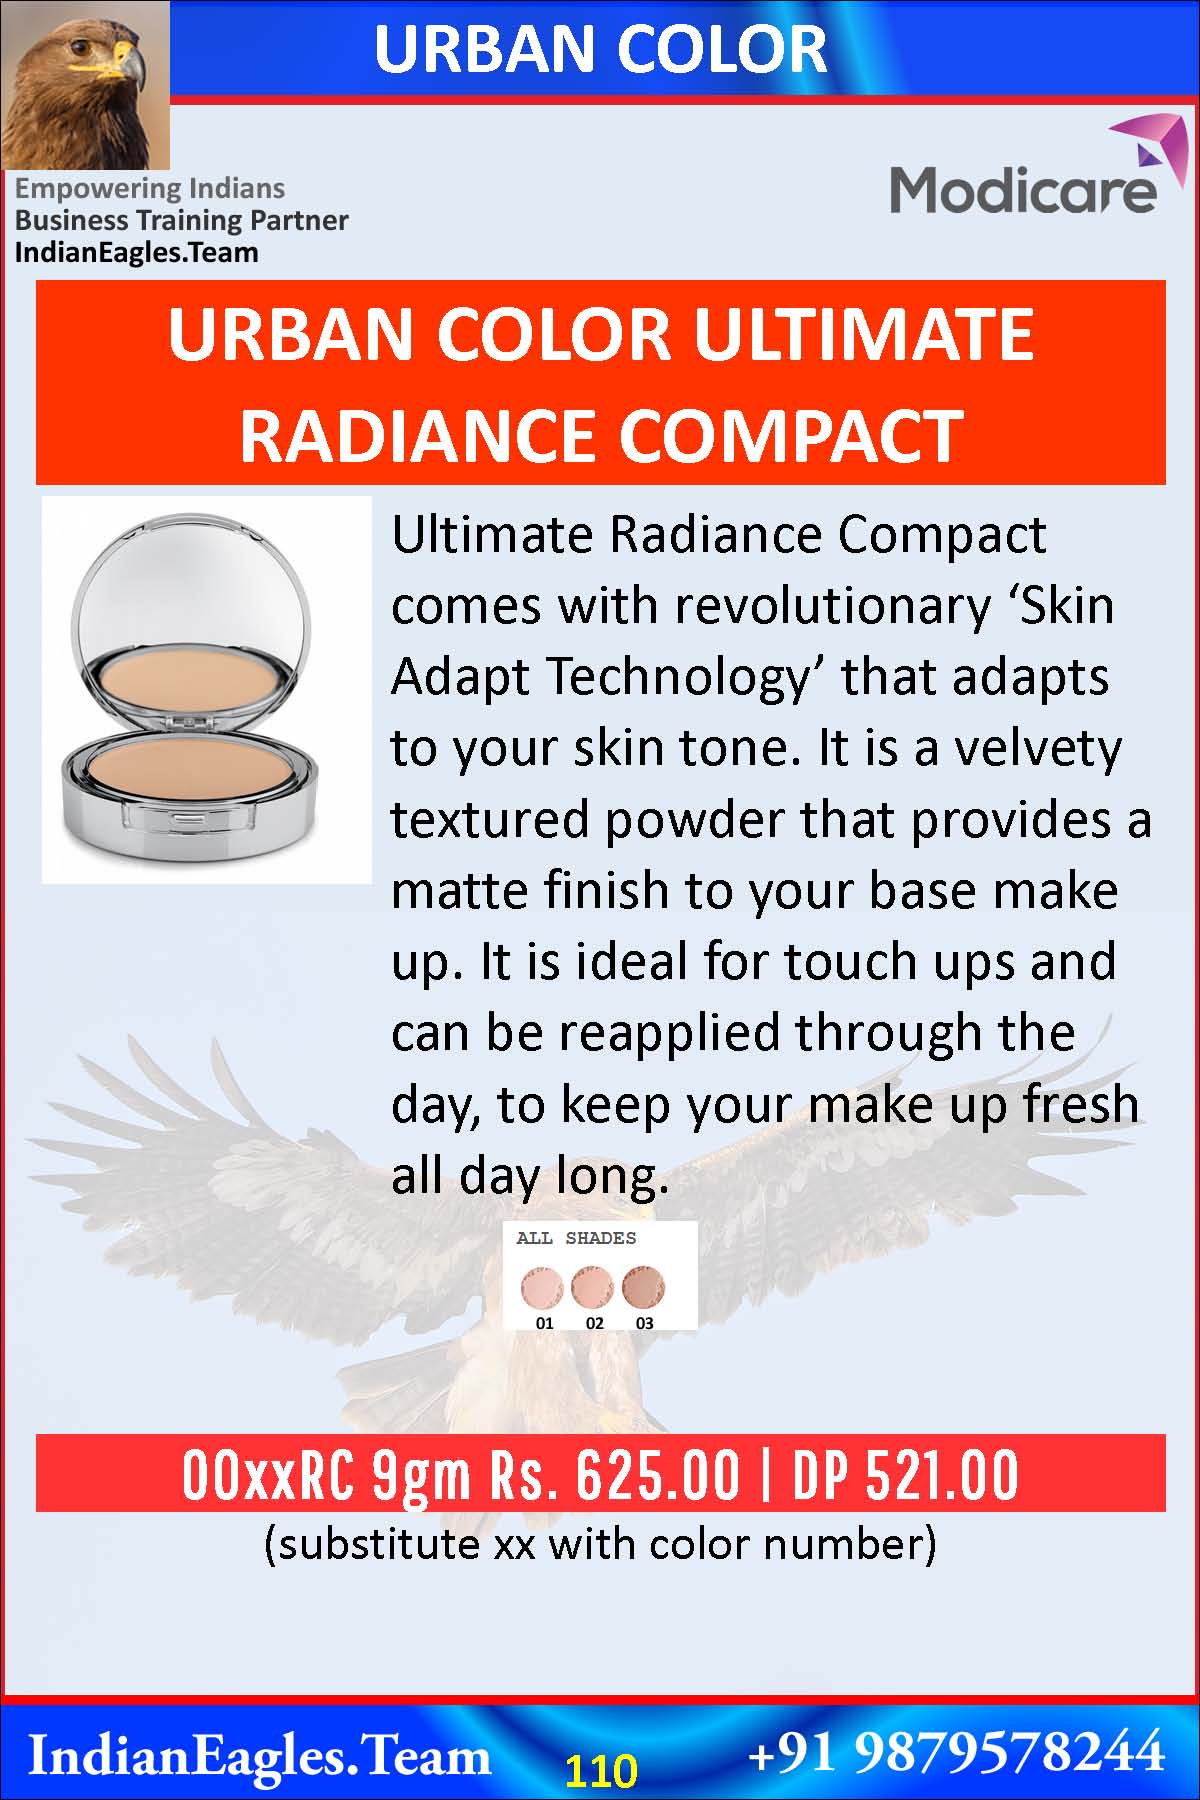 URBAN COLOR
Empowering Indians
Business Training Partner
IndianEagles.Team
Modicare
URBAN COLOR ULTIMATE
RADIANCE COMPACT
Ultimate Radiance Compact
comes with revolutionary ‘Skin
Adapt Technology’ that adapts
to your skin tone. It is a velvety
textured powder that provides a
matte finish to your base make
up. It is ideal for touch ups and
can be reapplied through the
day, to keep your make up fresh
all day long.
ALL SHADES
01 02 03
00xxRC 9gm Rs. 625.00 | DP 521.00
(substitute xx with color number)
IndianEagles.Team 110 +91 9879578244